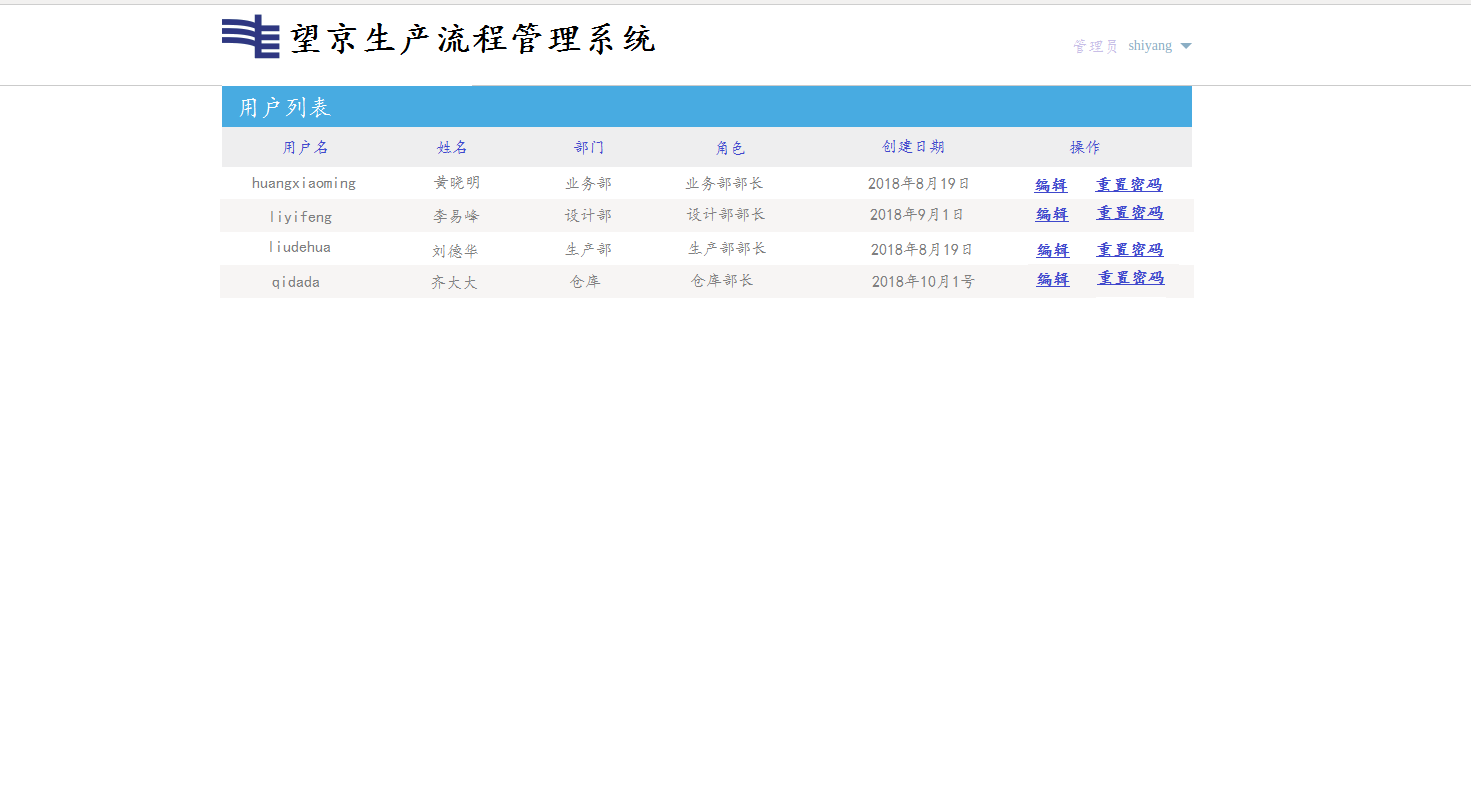 望京生产流程管理系统
管理员 shiyang
用户列表
用户名 姓名 部门 角色 创建日期 操作
huangxiaoming 黄晓明 业务部 业务部部长 2018年8月19日 编辑 重置密码
liyifeng 李易峰 设计部 设计部部长 2018年9月1日 编辑 重置密码
liudehua 刘德华 生产部 生产部部长 2018年8月19日 编辑 重置密码
qidada 齐大大 仓库 仓库部长 2018年10月1号 编辑 重置密码